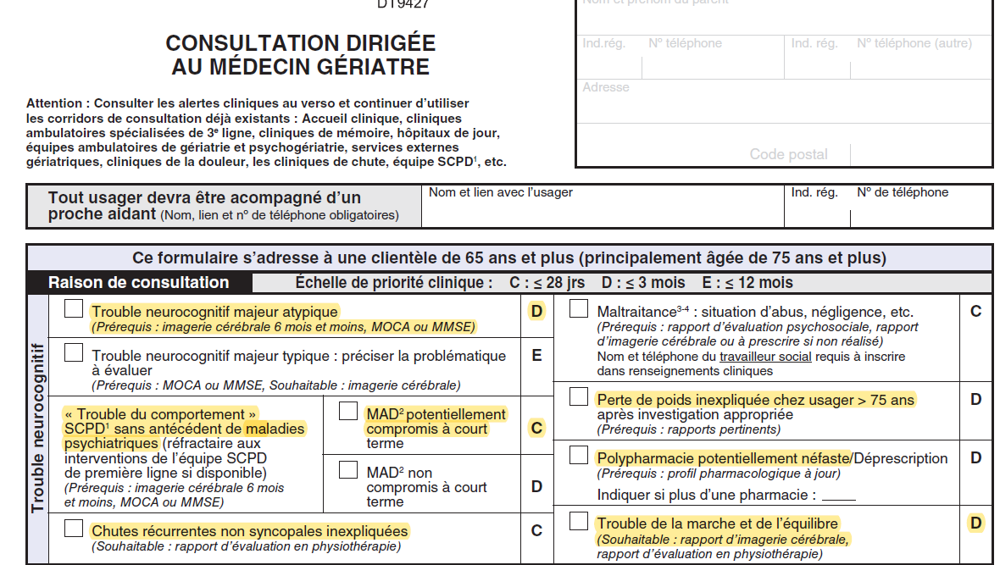 DT9427
CONSULTATION DIRIGÉE
AU MÉDECIN GÉRIATRE
Attention : Consulter les alertes cliniques au verso et continuer d’utiliser
les corridors de consultation déjà existants : Accueil clinique, cliniques
ambulatoires spécialisées de 3e ligne, cliniques de mémoire, hôpitaux de jour,
équipes ambulatoires de gériatrie et psychogériatrie, services externes
gériatriques, cliniques de la douleur, les cliniques de chute, équipe SCPD¹, etc.
Nom et prénom du parent
Ind.rég. Nº téléphone Ind. rég. Nº téléphone (autre)
Adresse
Code postal
Tout usager devra être acompagné d’un
proche aidant (Nom, lien et nº de téléphone obligatoires)
Nom et lien avec l’usager
Ind. rég. Nº de téléphone
Ce formulaire s’adresse à une clientèle de 65 ans et plus (principalement âgée de 75 ans et plus)
Raison de consultation Échelle de priorité clinique : C : ≤ 28 jrs D : ≤ 3 mois E : ≤ 12 mois
Trouble neurocognitif
Trouble neurocognitif majeur atypique D
(Prérequis : imagerie cérébrale 6 mois et moins, MOCA ou MMSE)
Trouble neurocognitif majeur typique : préciser la problématique E
à évaluer
(Prérequis : MOCA ou MMSE, Souhaitable : imagerie cérébrale)
« Trouble du comportement »
SCPD¹ sans antécédent de maladies
psychiatriques (réfractaire aux
interventions de l’équipe SCPD
de première ligne si disponible)
(Prérequis : imagerie cérébrale 6 mois
et moins, MOCA ou MMSE)
MAD² potentiellement
compromis à court C
terme
MAD² non
compromis à court D
terme
Chutes récurrentes non syncopales inexpliquées C
(Souhaitable : rapport d’évaluation en physiothérapie)
Maltraitance³⁻⁴ : situation d’abus, négligence, etc. C
(Prérequis : rapport d’évaluation psychosociale, rapport
d’imagerie cérébrale ou à prescrire si non réalisé)
Nom et téléphone du travailleur social requis à inscrire
dans renseignements cliniques
Perte de poids inexpliquée chez usager > 75 ans D
après investigation appropriée
(Prérequis : rapports pertinents)
Polypharmacie potentiellement néfaste/Déprescription D
(Prérequis : profil pharmacologique à jour)
Indiquer si plus d’une pharmacie : ____
Trouble de la marche et de l’équilibre D
(Souhaitable : rapport d’imagerie cérébrale,
rapport d’évaluation en physiothérapie)